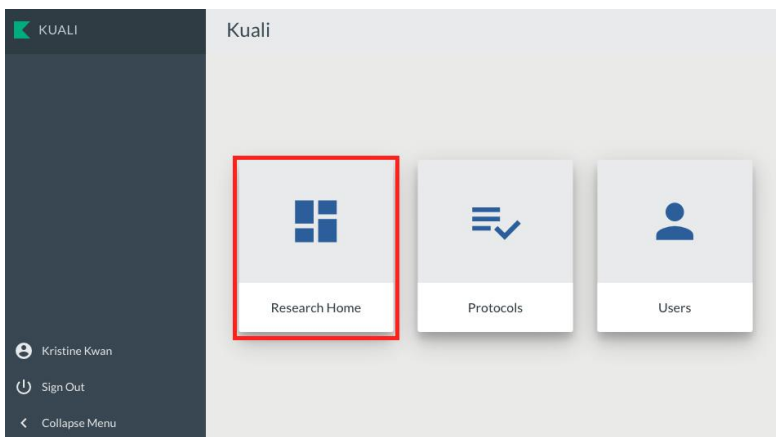 KUALI
Kuali
Research Home
Protocols
Users
Kristine Kwan
Sign Out
Collapse Menu